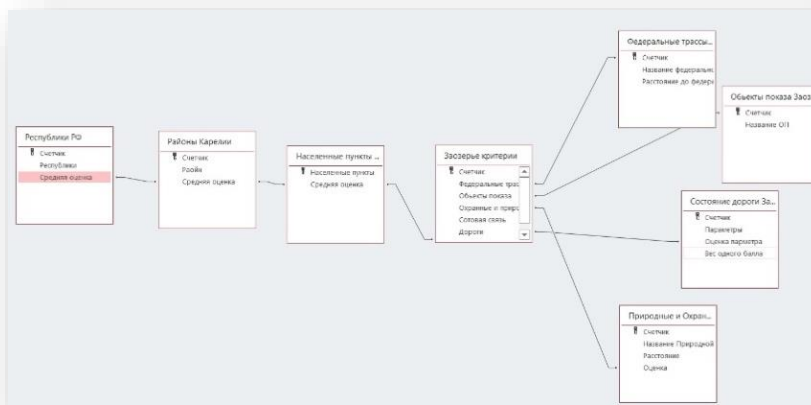 Республики РФ
Счетчик
Республики
Средняя оценка
Районы Карелии
Счетчик
Раойн
Средняя оценка
Населенные пункты ...
Населенные пункты
Средняя оценка
Заозерье критерии
Счетчик
Федеральные трас
Объекты показа
Охранные и приро
Сотовая связь
Дороги
Федеральные трассы...
Счетчик
Название федеральн
Расстояние до федер
Объекты показа Заоз
Счетчик
Название ОП
Состояние дороги За...
Счетчик
Параметры
Оценка парметра
Вес одного балла
Природные и Охран...
Счетчик
Название Природной
Расстояние
Оценка